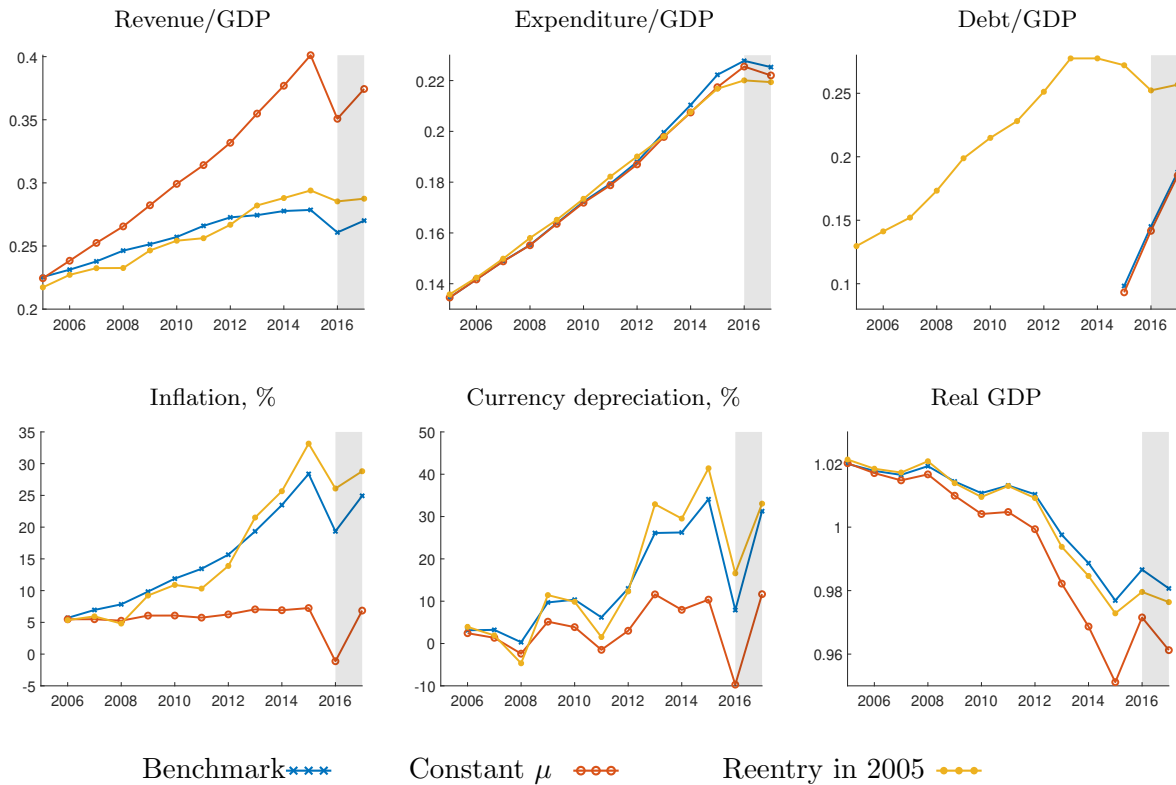 Revenue/GDP
Expenditure/GDP
Debt/GDP
0.4
0.35
0.3
0.25
0.2
2006 2008 2010 2012 2014 2016
0.22
0.2
0.18
0.16
0.14
2006 2008 2010 2012 2014 2016
0.25
0.2
0.15
0.1
2006 2008 2010 2012 2014 2016
Inflation, %
Currency depreciation, %
Real GDP
35
30
25
20
15
10
5
0
-5
2006 2008 2010 2012 2014 2016
50
40
30
20
10
0
-10
2006 2008 2010 2012 2014 2016
1.02
1
0.98
0.96
2006 2008 2010 2012 2014 2016
Benchmark
Constant μ
Reentry in 2005